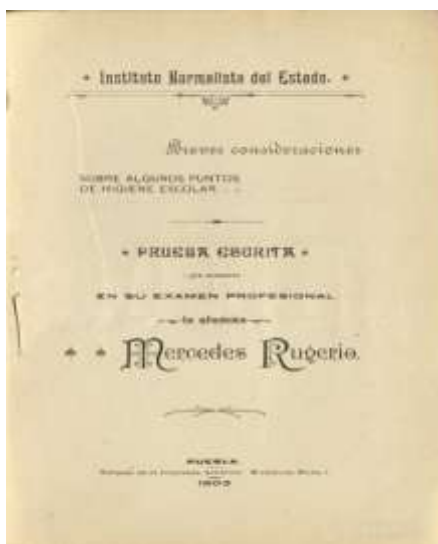 Instituto Normalista del Estado.
Breves consideraciones
SOBRE ALGUNOS PUNTOS
DE HIGIENE ESCOLAR
PRUEBA ESCRITA
EN SU EXAMEN PROFESIONAL
la alumna
Mercedes Rugerio.
PUEBLA
1903